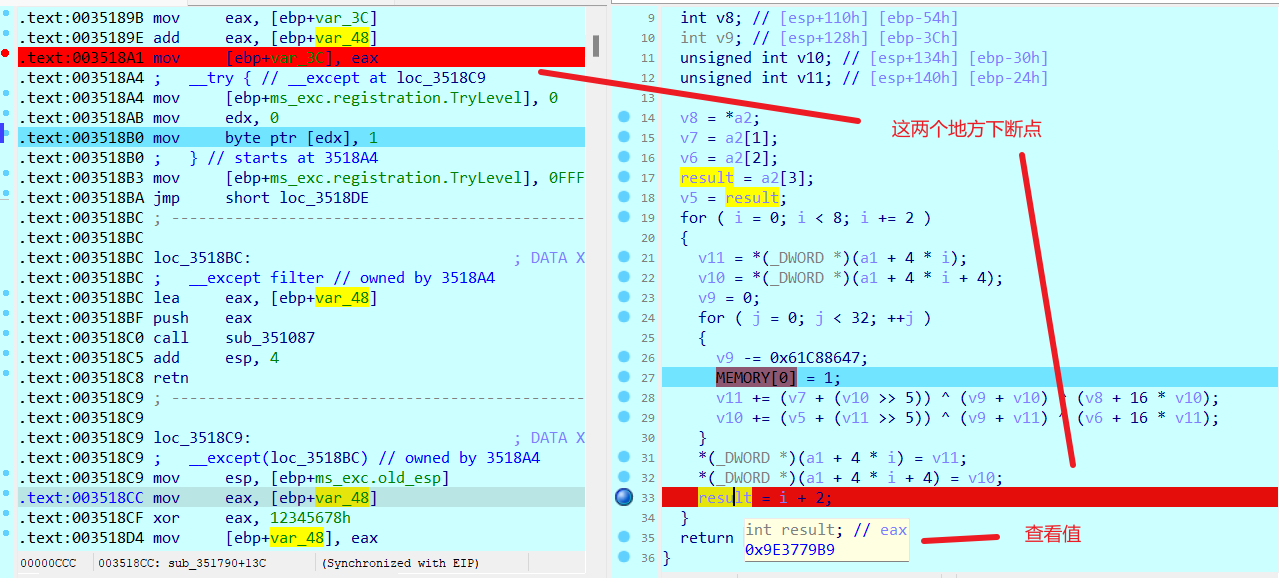 .text:0035189B mov     eax, [ebp+var_3C]
.text:0035189E add     eax, [ebp+var_48]
.text:003518A1 mov     [ebp+var_3C], eax
.text:003518A4 ;   __try { // __except at loc_3518C9
.text:003518A4 mov     [ebp+ms_exc.registration.TryLevel], 0
.text:003518AB mov     edx, 0
.text:003518B0 mov     byte ptr [edx], 1
.text:003518B0 ;   } // starts at 3518A4
.text:003518B3 mov     [ebp+ms_exc.registration.TryLevel], 0FFF
.text:003518BA jmp     short loc_3518DE
.text:003518BC ; -----------------------------------------
.text:003518BC
.text:003518BC loc_3518BC:                             ; DATA X
.text:003518BC ;   __except filter // owned by 3518A4
.text:003518BC lea     eax, [ebp+var_48]
.text:003518BF push    eax
.text:003518C0 call    sub_351087
.text:003518C5 add     esp, 4
.text:003518C8 retn
.text:003518C9 ; -----------------------------------------
.text:003518C9
.text:003518C9 loc_3518C9:                             ; DATA X
.text:003518C9 ;   __except(loc_3518BC) // owned by 3518A4
.text:003518C9 mov     esp, [ebp+ms_exc.old_esp]
.text:003518CC mov     eax, [ebp+var_48]
.text:003518CF xor     eax, 12345678h
.text:003518D4 mov     [ebp+var_48], eax
00000CCC 003518CC: sub_351790+13C (Synchronized with EIP)
9 int v8; // [esp+110h] [ebp-54h]
10 int v9; // [esp+128h] [ebp-3Ch]
11 unsigned int v10; // [esp+134h] [ebp-30h]
12 unsigned int v11; // [esp+140h] [ebp-24h]
13
14 v8 = *a2;
15 v7 = a2[1];
16 v6 = a2[2];
17 result = a2[3];
18 v5 = result;
19 for ( i = 0; i < 8; i += 2 )
20 {
21 v11 = *(_DWORD *)(a1 + 4 * i);
22 v10 = *(_DWORD *)(a1 + 4 * i + 4);
23 v9 = 0;
24 for ( j = 0; j < 32; ++j )
25 {
26 v9 -= 0x61C88647;
27 MEMORY[0] = 1;
28 v11 += (v7 + (v10 >> 5)) ^ (v9 + v10) ^ (v8 + 16 * v10);
29 v10 += (v5 + (v11 >> 5)) ^ (v9 + v11) ^ (v6 + 16 * v11);
30 }
31 *(_DWORD *)(a1 + 4 * i) = v11;
32 *(_DWORD *)(a1 + 4 * i + 4) = v10;
33 result = i + 2;
34 }
35 return
36 }
int result; // eax
0x9E3779B9
这两个地方下断点
查看值